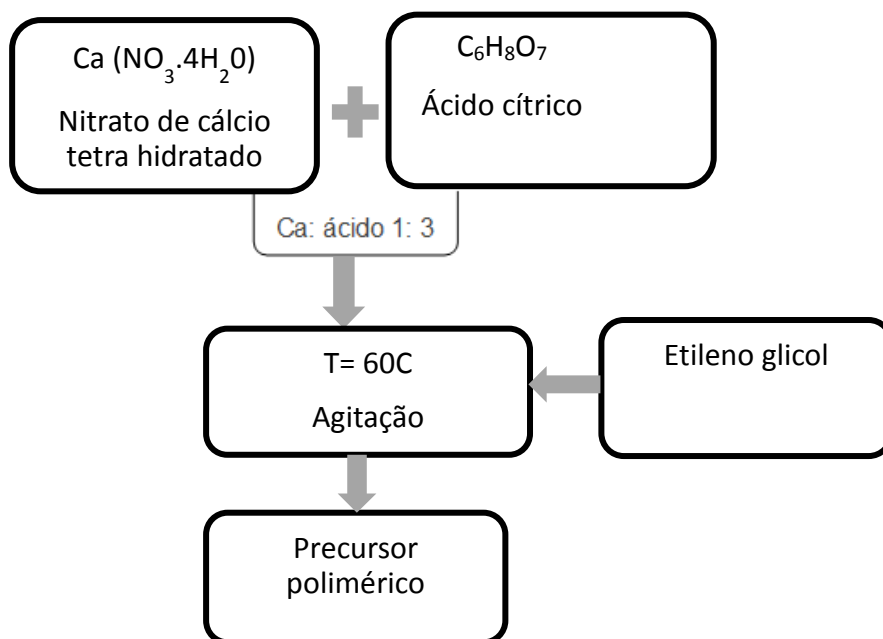 Ca (NO₃.4H₂0)
Nitrato de cálcio
tetra hidratado
C₆H₈O₇
Ácido cítrico
Ca: ácido 1: 3
T= 60C
Agitação
Etileno glicol
Precursor
polimérico